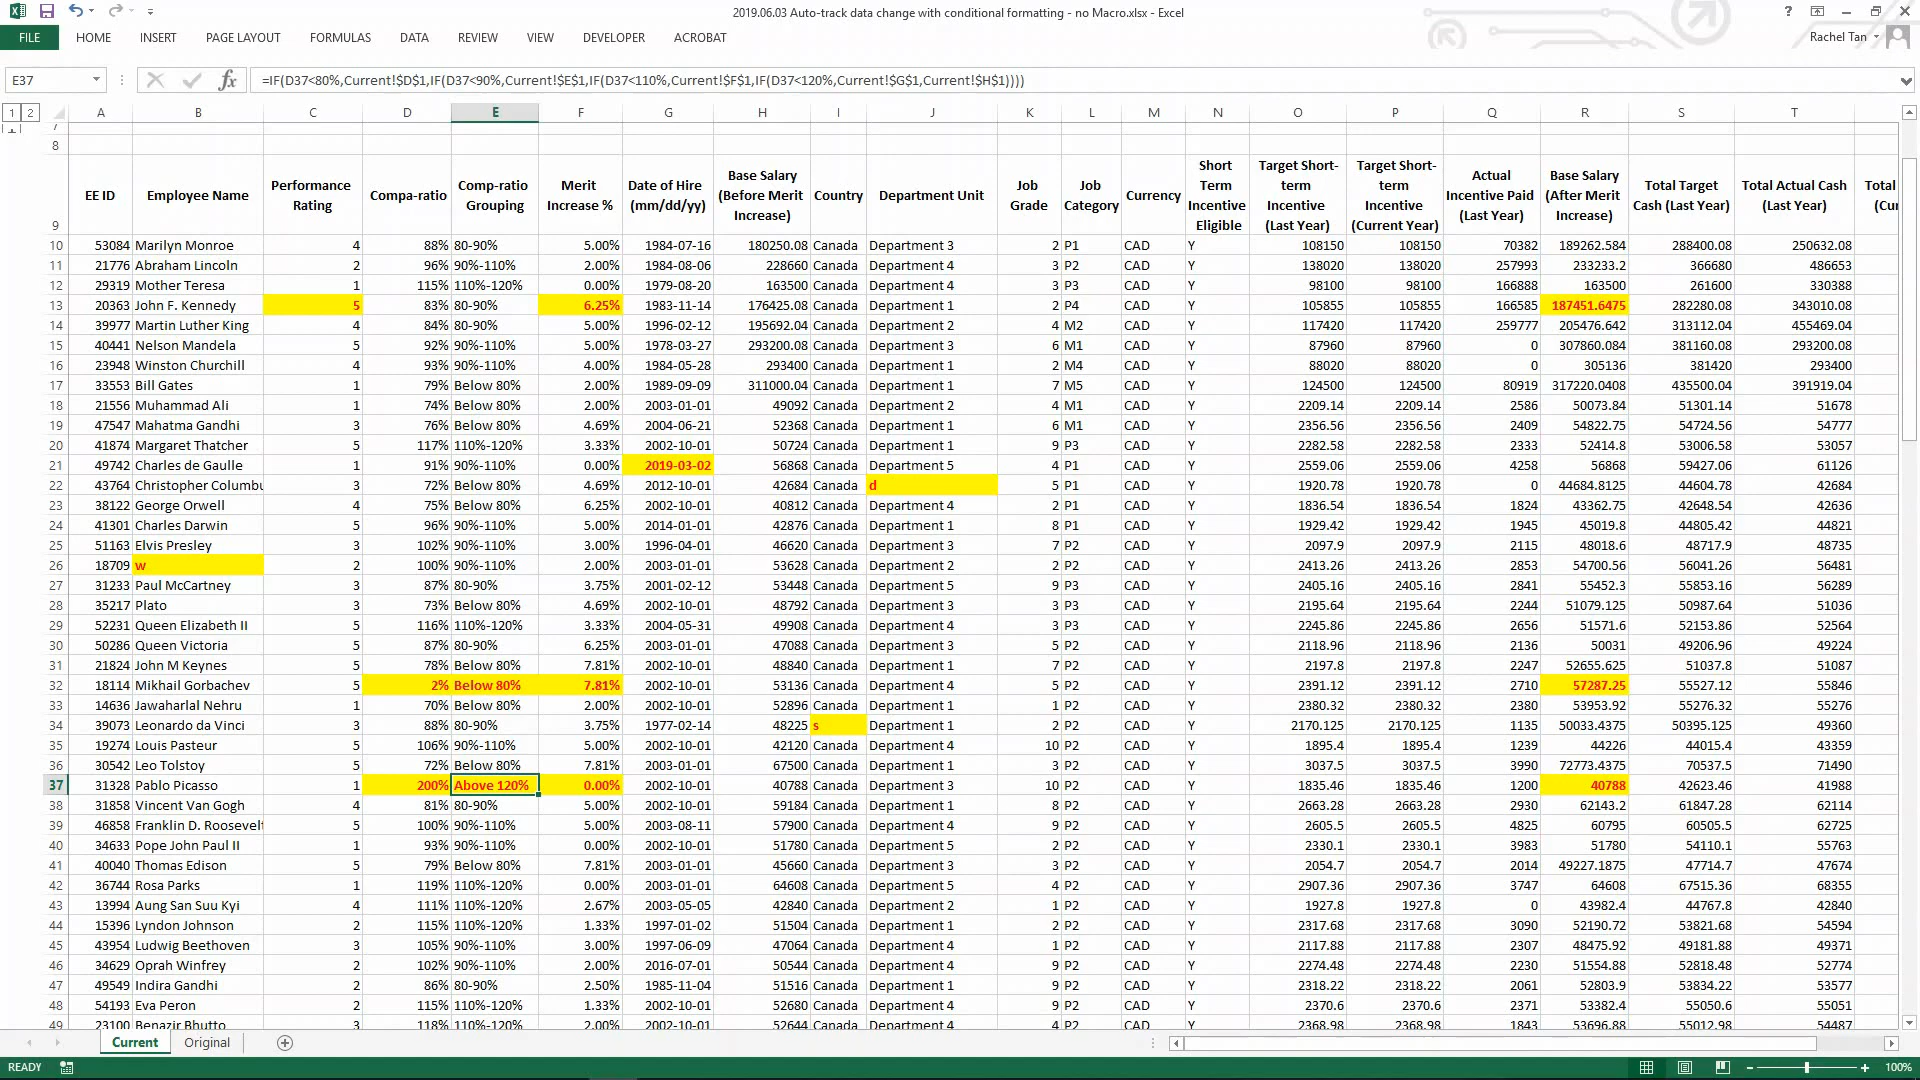 2019.06.03 Auto-track data change with conditional formatting - no Macro.xlsx - Excel
FILE HOME INSERT PAGE LAYOUT FORMULAS DATA REVIEW VIEW DEVELOPER ACROBAT Rachel Tan
E37 fx =IF(D37<80%,Current!$D$1,IF(D37<90%,Current!$E$1,IF(D37<110%,Current!$F$1,IF(D37<120%,Current!$G$1,Current!$H$1))))
1 2 A B C D E F G H I J K L M N O P Q R S T
7
8
9 EE ID Employee Name Performance Rating Compa-ratio Comp-ratio Grouping Merit Increase % Date of Hire (mm/dd/yy) Base Salary (Before Merit Increase) Country Department Unit Job Grade Job Category Currency Short Term Incentive Eligible Target Short-term Incentive (Last Year) Target Short-term Incentive (Current Year) Actual Incentive Paid (Last Year) Base Salary (After Merit Increase) Total Target Cash (Last Year) Total Actual Cash (Last Year) Total (Cur
10 53084 Marilyn Monroe 4 88% 80-90% 5.00% 1984-07-16 180250.08 Canada Department 3 2 P1 CAD Y 108150 108150 70382 189262.584 288400.08 250632.08
11 21776 Abraham Lincoln 2 96% 90%-110% 2.00% 1984-08-06 228660 Canada Department 4 3 P2 CAD Y 138020 138020 257993 233233.2 366680 486653
12 29319 Mother Teresa 1 115% 110%-120% 0.00% 1979-08-20 163500 Canada Department 4 3 P3 CAD Y 98100 98100 166888 163500 261600 330388
13 20363 John F. Kennedy 5 83% 80-90% 6.25% 1983-11-14 176425.08 Canada Department 1 2 P4 CAD Y 105855 105855 166585 187451.6475 282280.08 343010.08
14 39977 Martin Luther King 4 84% 80-90% 5.00% 1996-02-12 195692.04 Canada Department 2 4 M2 CAD Y 117420 117420 259777 205476.642 313112.04 455469.04
15 40441 Nelson Mandela 5 92% 90%-110% 5.00% 1978-03-27 293200.08 Canada Department 3 6 M1 CAD Y 87960 87960 0 307860.084 381160.08 293200.08
16 23948 Winston Churchill 4 93% 90%-110% 4.00% 1984-05-28 293400 Canada Department 1 2 M4 CAD Y 88020 88020 0 305136 381420 293400
17 33553 Bill Gates 1 79% Below 80% 2.00% 1989-09-09 311000.04 Canada Department 1 7 M5 CAD Y 124500 124500 80919 317220.0408 435500.04 391919.04
18 21556 Muhammad Ali 1 74% Below 80% 2.00% 2003-01-01 49092 Canada Department 2 4 M1 CAD Y 2209.14 2209.14 2586 50073.84 51301.14 51678
19 47547 Mahatma Gandhi 3 76% Below 80% 4.69% 2004-06-21 52368 Canada Department 1 6 M1 CAD Y 2356.56 2356.56 2409 54822.75 54724.56 54777
20 41874 Margaret Thatcher 5 117% 110%-120% 3.33% 2002-10-01 50724 Canada Department 1 9 P3 CAD Y 2282.58 2282.58 2333 52414.8 53006.58 53057
21 49742 Charles de Gaulle 1 91% 90%-110% 0.00% 2019-03-02 56868 Canada Department 5 4 P1 CAD Y 2559.06 2559.06 4258 56868 59427.06 61126
22 43764 Christopher Columbu 3 72% Below 80% 4.69% 2012-10-01 42684 Canada d 5 P1 CAD Y 1920.78 1920.78 0 44684.8125 44604.78 42684
23 38122 George Orwell 4 75% Below 80% 6.25% 2002-10-01 40812 Canada Department 4 2 P1 CAD Y 1836.54 1836.54 1824 43362.75 42648.54 42636
24 41301 Charles Darwin 5 96% 90%-110% 5.00% 2014-01-01 42876 Canada Department 1 8 P1 CAD Y 1929.42 1929.42 1945 45019.8 44805.42 44821
25 51163 Elvis Presley 3 102% 90%-110% 3.00% 1996-04-01 46620 Canada Department 3 7 P2 CAD Y 2097.9 2097.9 2115 48018.6 48717.9 48735
26 18709 w 2 100% 90%-110% 2.00% 2003-01-01 53628 Canada Department 2 2 P2 CAD Y 2413.26 2413.26 2853 54700.56 56041.26 56481
27 31233 Paul McCartney 3 87% 80-90% 3.75% 2001-02-12 53448 Canada Department 5 9 P3 CAD Y 2405.16 2405.16 2841 55452.3 55853.16 56289
28 35217 Plato 3 73% Below 80% 4.69% 2002-10-01 48792 Canada Department 3 3 P3 CAD Y 2195.64 2195.64 2244 51079.125 50987.64 51036
29 52231 Queen Elizabeth II 5 116% 110%-120% 3.33% 2004-05-31 49908 Canada Department 4 3 P3 CAD Y 2245.86 2245.86 2656 51571.6 52153.86 52564
30 50286 Queen Victoria 5 87% 80-90% 6.25% 2003-01-01 47088 Canada Department 3 5 P2 CAD Y 2118.96 2118.96 2136 50031 49206.96 49224
31 21824 John M Keynes 5 78% Below 80% 7.81% 2002-10-01 48840 Canada Department 1 7 P2 CAD Y 2197.8 2197.8 2247 52655.625 51037.8 51087
32 18114 Mikhail Gorbachev 5 2% Below 80% 7.81% 2002-10-01 53136 Canada Department 4 5 P2 CAD Y 2391.12 2391.12 2710 57287.25 55527.12 55846
33 14636 Jawaharlal Nehru 1 70% Below 80% 2.00% 2002-10-01 52896 Canada Department 4 1 P2 CAD Y 2380.32 2380.32 2380 53953.92 55276.32 55276
34 39073 Leonardo da Vinci 3 88% 80-90% 3.75% 1977-02-14 48225 s Department 1 2 P2 CAD Y 2170.125 2170.125 1135 50033.4375 50395.125 49360
35 19274 Louis Pasteur 5 106% 90%-110% 5.00% 2002-10-01 42120 Canada Department 4 10 P2 CAD Y 1895.4 1895.4 1239 44226 44015.4 43359
36 30542 Leo Tolstoy 5 72% Below 80% 7.81% 2003-01-01 67500 Canada Department 1 3 P2 CAD Y 3037.5 3037.5 3990 72773.4375 70537.5 71490
37 31328 Pablo Picasso 1 200% Above 120% 0.00% 2002-10-01 40788 Canada Department 3 10 P2 CAD Y 1835.46 1835.46 1200 40788 42623.46 41988
38 31858 Vincent Van Gogh 4 81% 80-90% 5.00% 2002-10-01 59184 Canada Department 1 8 P2 CAD Y 2663.28 2663.28 2930 62143.2 61847.28 62114
39 46858 Franklin D. Roosevelt 5 100% 90%-110% 5.00% 2003-08-11 57900 Canada Department 4 9 P2 CAD Y 2605.5 2605.5 4825 60795 60505.5 62725
40 34633 Pope John Paul II 1 93% 90%-110% 0.00% 2002-10-01 51780 Canada Department 5 2 P2 CAD Y 2330.1 2330.1 3983 51780 54110.1 55763
41 40040 Thomas Edison 5 79% Below 80% 7.81% 2003-01-01 45660 Canada Department 3 3 P2 CAD Y 2054.7 2054.7 2014 49227.1875 47714.7 47674
42 36744 Rosa Parks 1 119% 110%-120% 0.00% 2003-01-01 64608 Canada Department 5 4 P2 CAD Y 2907.36 2907.36 3747 64608 67515.36 68355
43 13994 Aung San Suu Kyi 4 111% 110%-120% 2.67% 2003-05-05 42840 Canada Department 2 1 P2 CAD Y 1927.8 1927.8 0 43982.4 44767.8 42840
44 15396 Lyndon Johnson 2 115% 110%-120% 1.33% 1997-01-02 51504 Canada Department 1 2 P2 CAD Y 2317.68 2317.68 3090 52190.72 53821.68 54594
45 43954 Ludwig Beethoven 3 105% 90%-110% 3.00% 1997-06-09 47064 Canada Department 4 1 P2 CAD Y 2117.88 2117.88 2307 48475.92 49181.88 49371
46 34629 Oprah Winfrey 2 102% 90%-110% 2.00% 2016-07-01 50544 Canada Department 4 9 P2 CAD Y 2274.48 2274.48 2230 51554.88 52818.48 52774
47 49549 Indira Gandhi 2 86% 80-90% 2.50% 1985-11-04 51516 Canada Department 1 9 P2 CAD Y 2318.22 2318.22 2061 52803.9 53834.22 53577
48 54193 Eva Peron 2 115% 110%-120% 1.33% 2002-10-01 52680 Canada Department 4 9 P2 CAD Y 2370.6 2370.6 2371 53382.4 55050.6 55051
49 23100 Benazir Bhutto 3 118% 110%-120% 2.00% 2002-10-01 52644 Canada Department 1 4 P2 CAD Y 2368.98 2368.98 1843 53696.88 55012.98 54487
Current Original
READY 100%